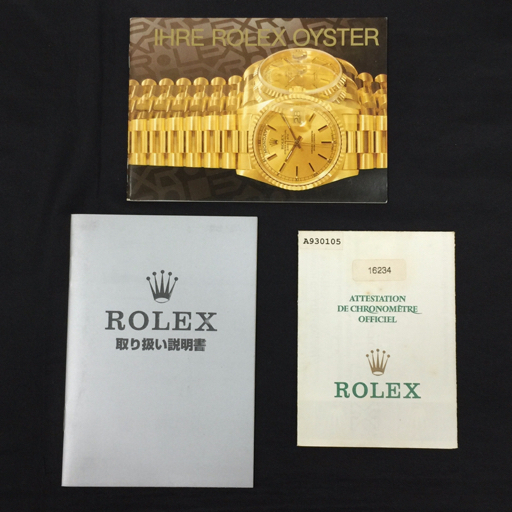 IHRE ROLEX OYSTER
ROLEX
取り扱い説明書
A930105
16234
ATTESTATION
DE CHRONOMÈTRE
OFFICIEL
ROLEX